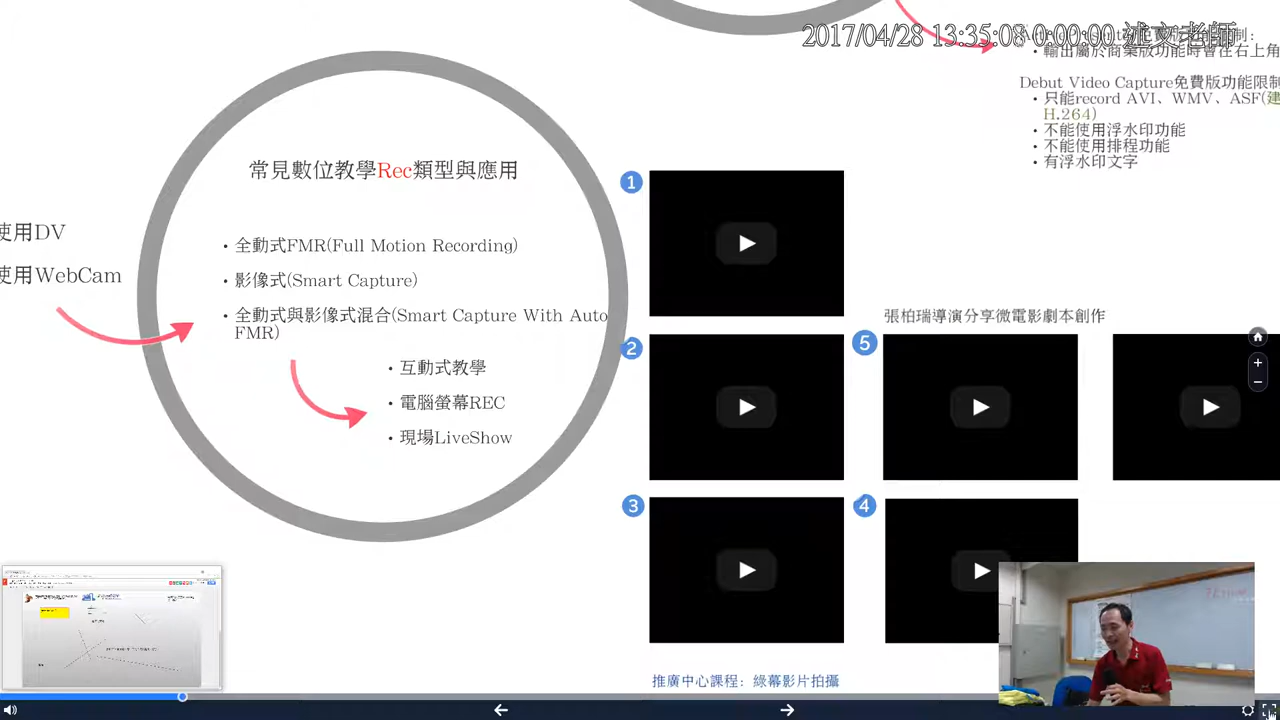 2017/04/28 13:35:08 0:00:00 述文老師
輸出屬於商業版功能時會在右上角
Debut Video Capture免費版功能限制
只能record AVI、WMV、ASF(建
H.264)
不能使用浮水印功能
不能使用排程功能
有浮水印文字
常見數位教學Rec類型與應用
使用DV
使用WebCam
• 全動式FMR(Full Motion Recording)
• 影像式(Smart Capture)
• 全動式與影像式混合(Smart Capture With Auto
FMR)
• 互動式教學
• 電腦螢幕REC
• 現場LiveShow
1
2
3
張柏瑞導演分享微電影劇本創作
5
4
推廣中心課程：綠幕影片拍攝